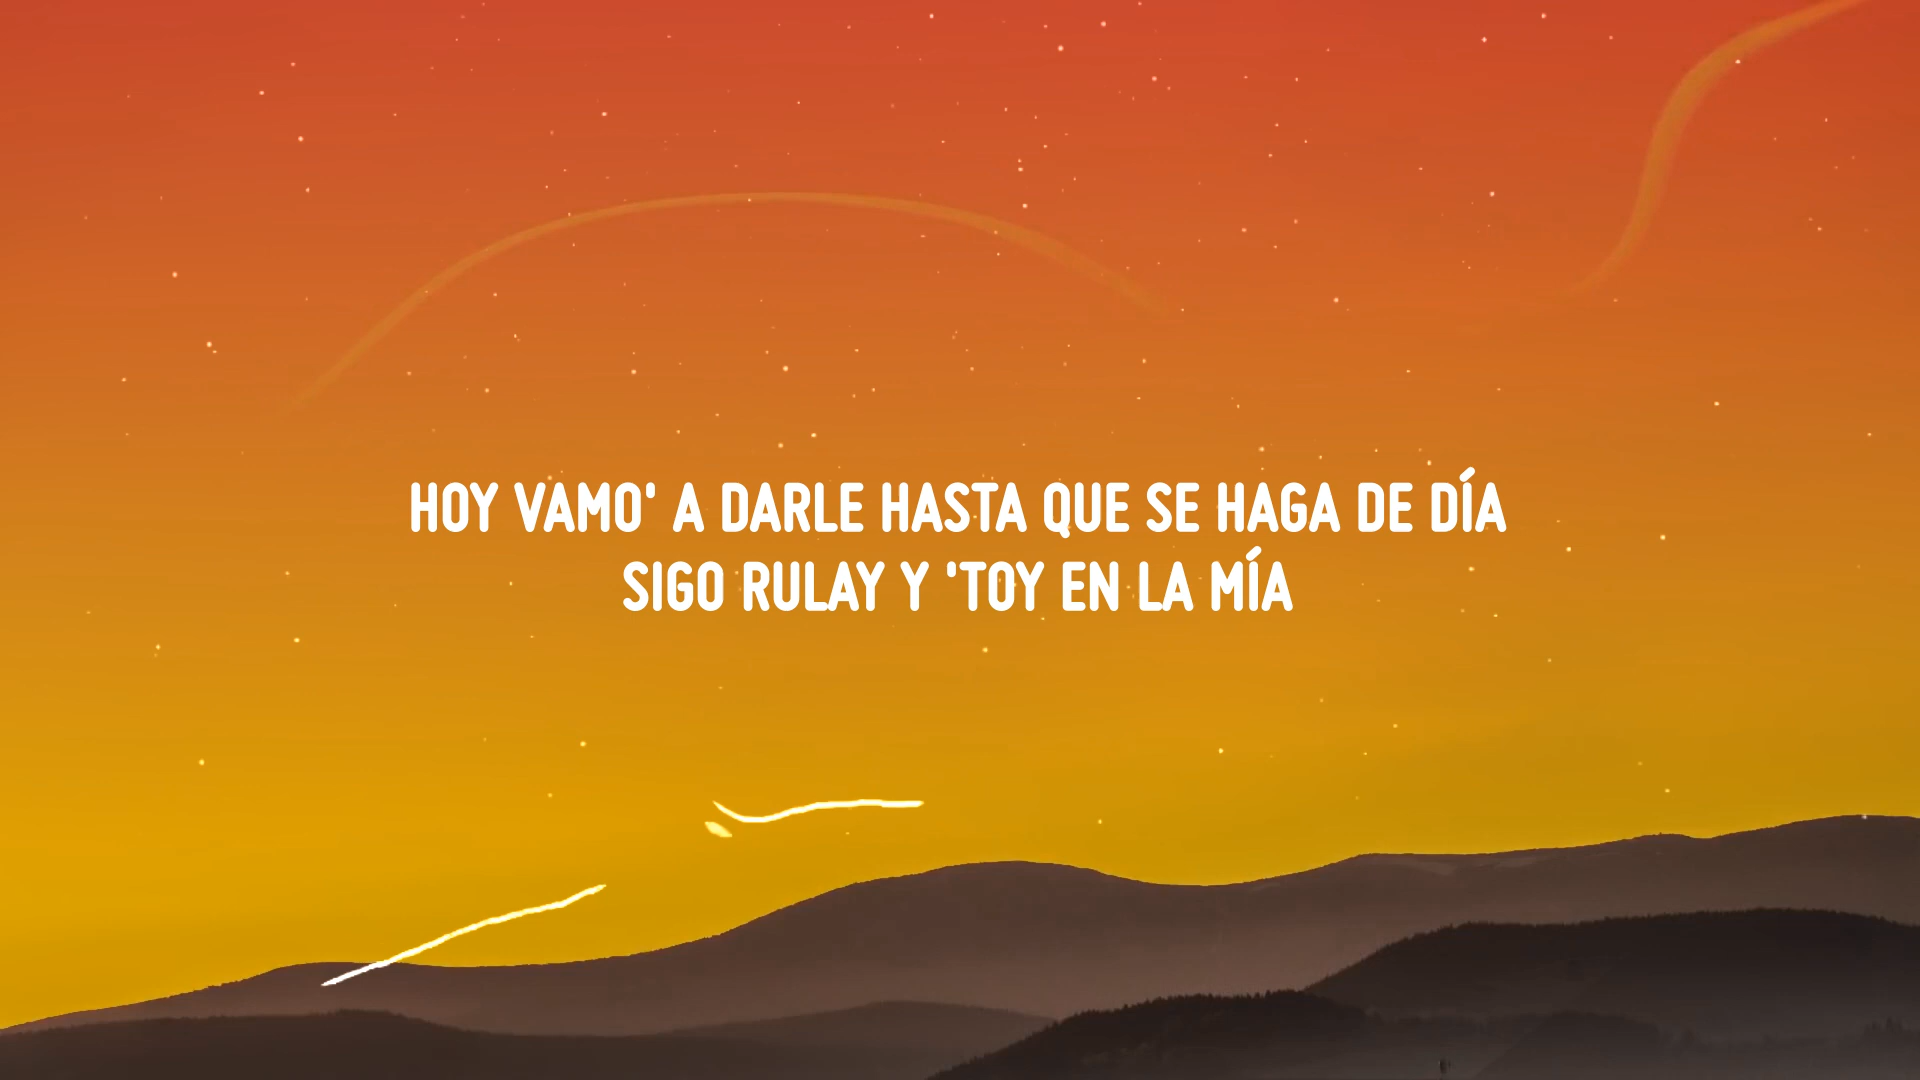 HOY VAMO' A DARLE HASTA QUE SE HAGA DE DÍA
SIGO RULAY Y 'TOY EN LA MÍA